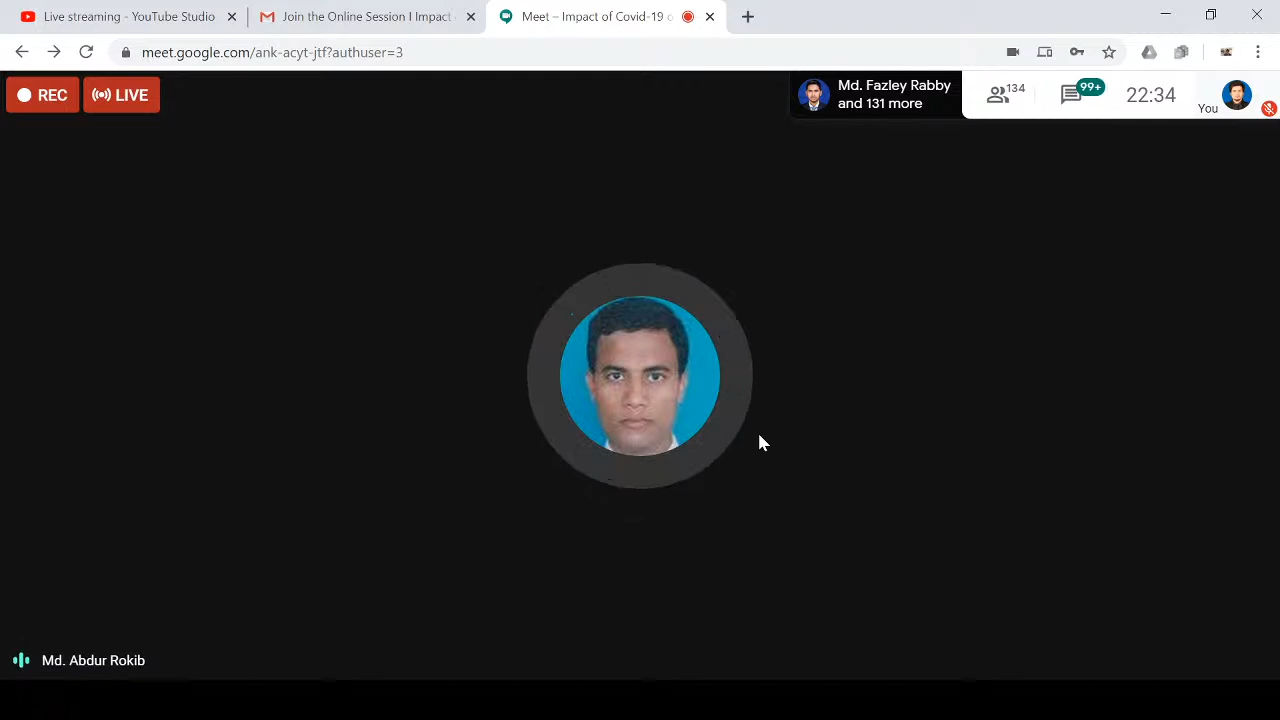 Live streaming - YouTube Studio
Join the Online Session I Impact
Meet – Impact of Covid-19 o
meet.google.com/ank-acyt-jtf?authuser=3
REC
LIVE
Md. Fazley Rabby
and 131 more
134
99+
22:34
You
Md. Abdur Rokib